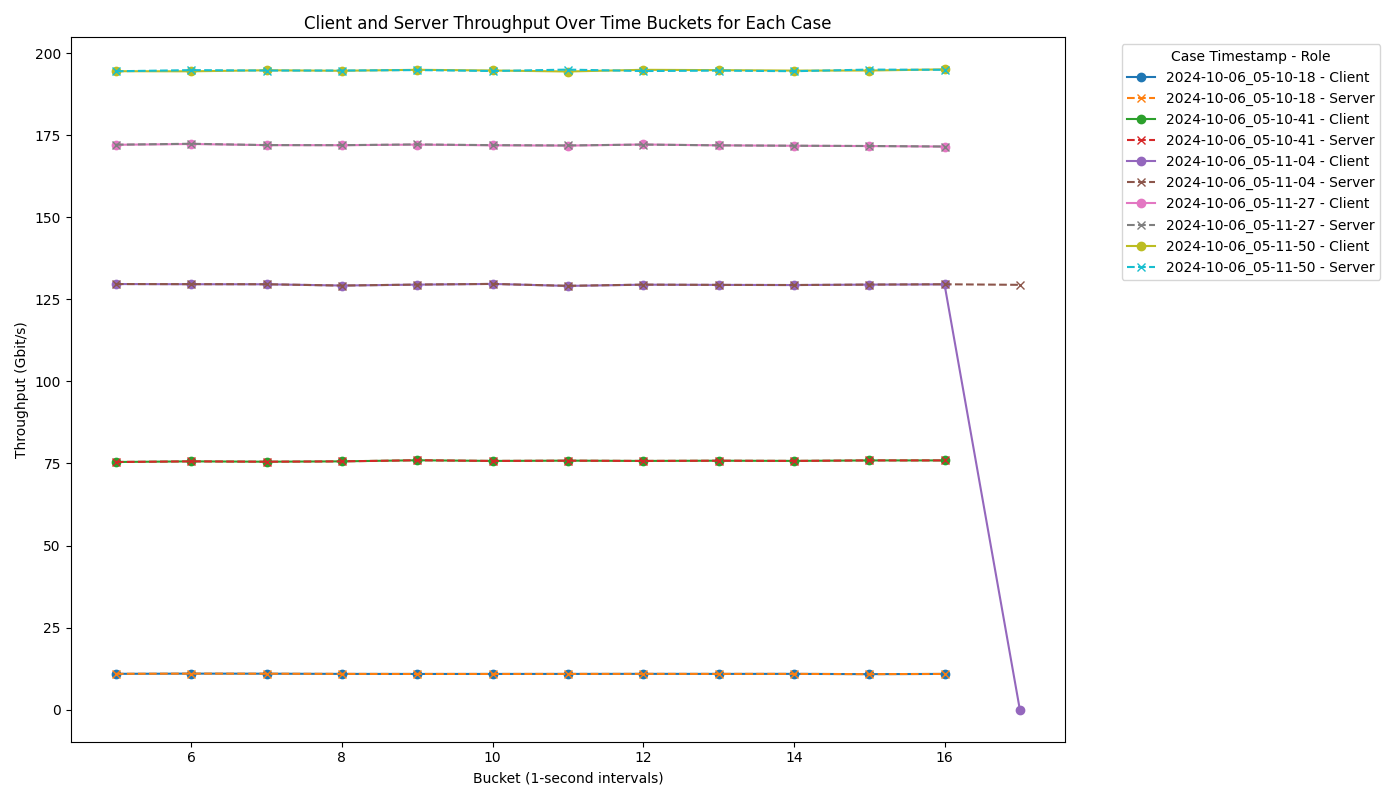 Client and Server Throughput Over Time Buckets for Each Case
Throughput (Gbit/s)
200
175
150
125
100
75
50
25
0
6
8
10
12
14
16
Bucket (1-second intervals)
Case Timestamp - Role
2024-10-06_05-10-18 - Client
2024-10-06_05-10-18 - Server
2024-10-06_05-10-41 - Client
2024-10-06_05-10-41 - Server
2024-10-06_05-11-04 - Client
2024-10-06_05-11-04 - Server
2024-10-06_05-11-27 - Client
2024-10-06_05-11-27 - Server
2024-10-06_05-11-50 - Client
2024-10-06_05-11-50 - Server